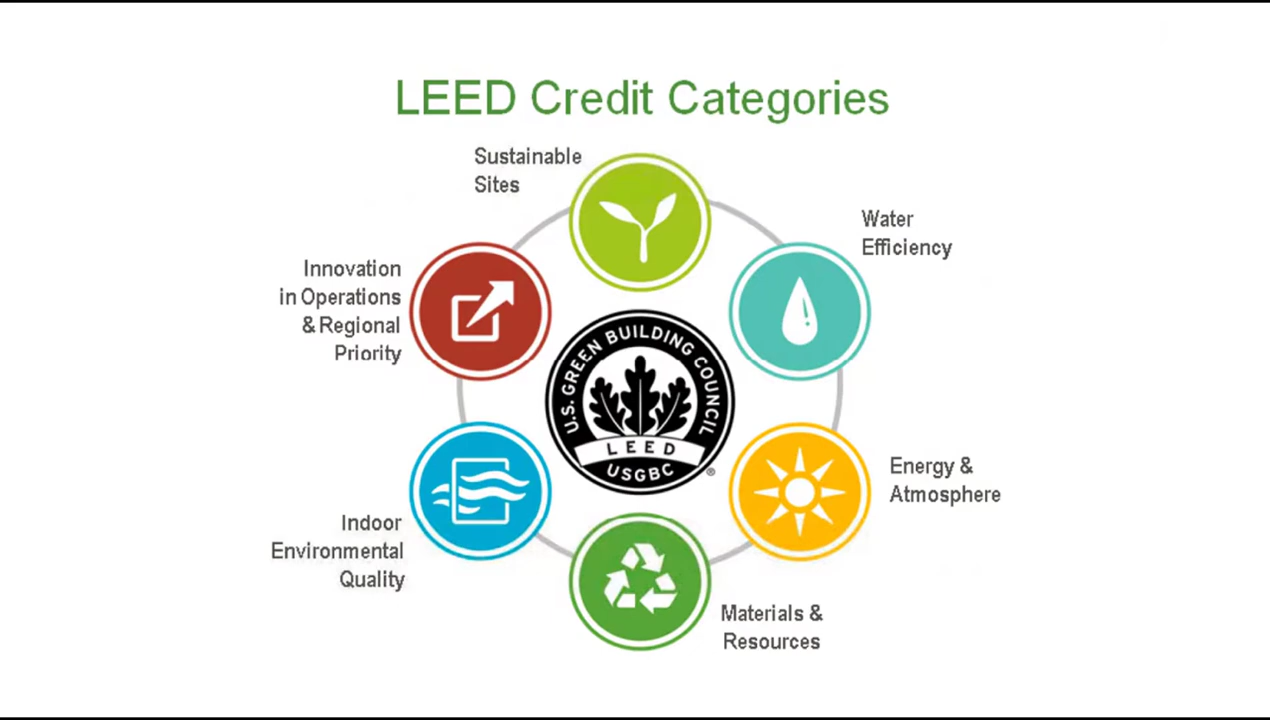 LEED Credit Categories
Sustainable
Sites
Water
Efficiency
Innovation
in Operations
& Regional
Priority
U.S. GREEN BUILDING COUNCIL
LEED
USGBC
®
Energy &
Atmosphere
Indoor
Environmental
Quality
Materials &
Resources